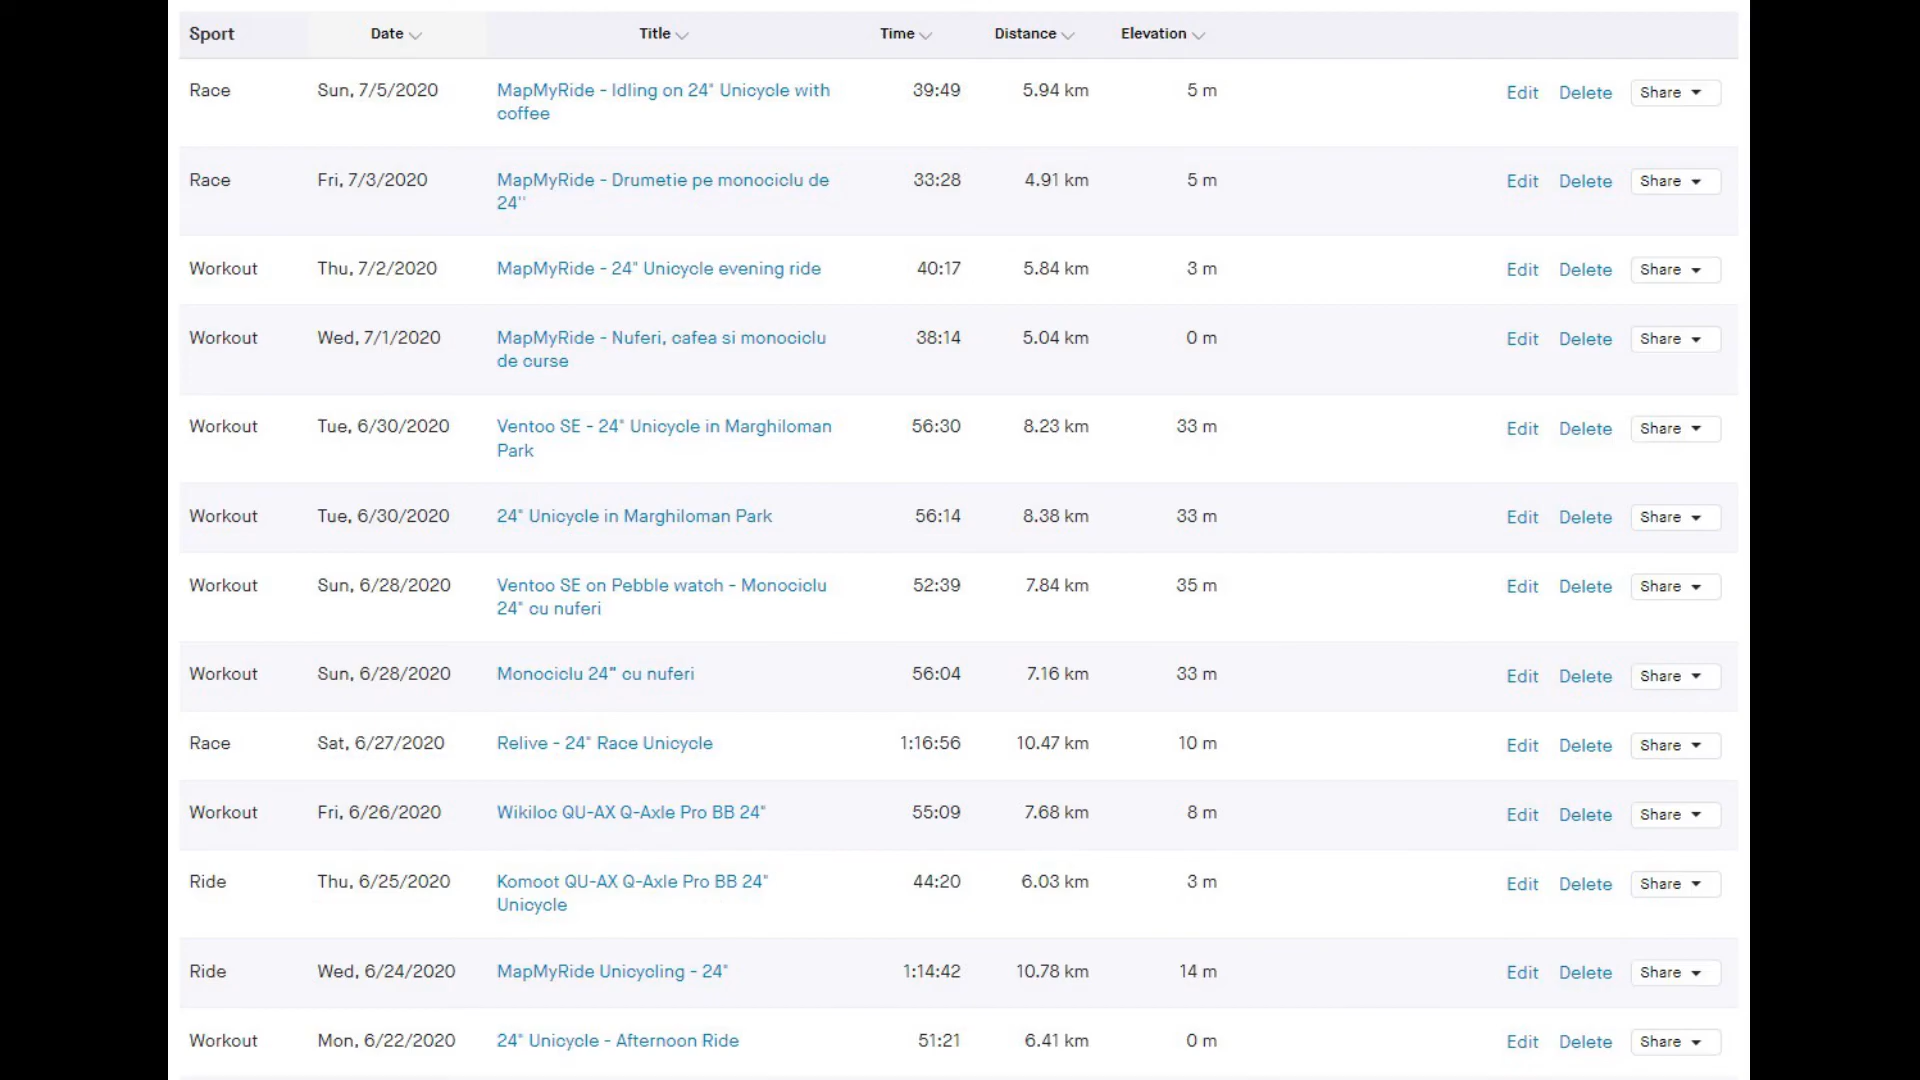 Sport Date Title Time Distance Elevation
Race Sun, 7/5/2020 MapMyRide - Idling on 24" Unicycle with 39:49 5.94 km 5 m Edit Delete Share
coffee
Race Fri, 7/3/2020 MapMyRide - Drumetie pe monociclu de 33:28 4.91 km 5 m Edit Delete Share
24''
Workout Thu, 7/2/2020 MapMyRide - 24" Unicycle evening ride 40:17 5.84 km 3 m Edit Delete Share
Workout Wed, 7/1/2020 MapMyRide - Nuferi, cafea si monociclu 38:14 5.04 km 0 m Edit Delete Share
de curse
Workout Tue, 6/30/2020 Ventoo SE - 24" Unicycle in Marghiloman 56:30 8.23 km 33 m Edit Delete Share
Park
Workout Tue, 6/30/2020 24" Unicycle in Marghiloman Park 56:14 8.38 km 33 m Edit Delete Share
Workout Sun, 6/28/2020 Ventoo SE on Pebble watch - Monociclu 52:39 7.84 km 35 m Edit Delete Share
24" cu nuferi
Workout Sun, 6/28/2020 Monociclu 24" cu nuferi 56:04 7.16 km 33 m Edit Delete Share
Race Sat, 6/27/2020 Relive - 24" Race Unicycle 1:16:56 10.47 km 10 m Edit Delete Share
Workout Fri, 6/26/2020 Wikiloc QU-AX Q-Axle Pro BB 24" 55:09 7.68 km 8 m Edit Delete Share
Ride Thu, 6/25/2020 Komoot QU-AX Q-Axle Pro BB 24" 44:20 6.03 km 3 m Edit Delete Share
Unicycle
Ride Wed, 6/24/2020 MapMyRide Unicycling - 24" 1:14:42 10.78 km 14 m Edit Delete Share
Workout Mon, 6/22/2020 24" Unicycle - Afternoon Ride 51:21 6.41 km 0 m Edit Delete Share